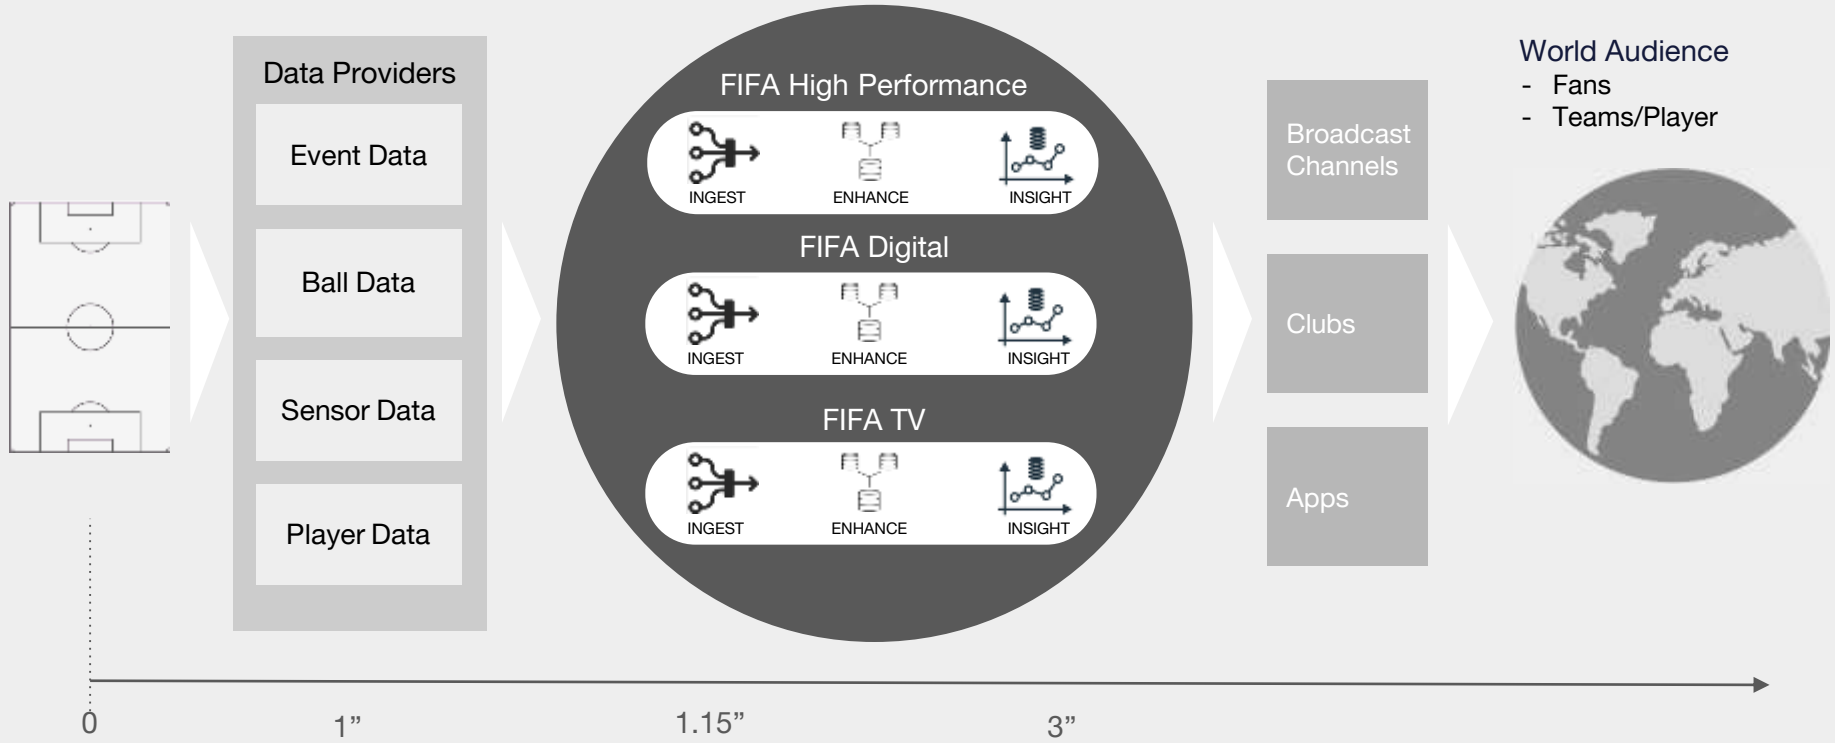 Data Providers
Event Data
Ball Data
Sensor Data
Player Data
FIFA High Performance
INGEST
ENHANCE
INSIGHT
FIFA Digital
INGEST
ENHANCE
INSIGHT
FIFA TV
INGEST
ENHANCE
INSIGHT
Broadcast
Channels
Clubs
Apps
World Audience
- Fans
- Teams/Player
0
1”
1.15”
3”